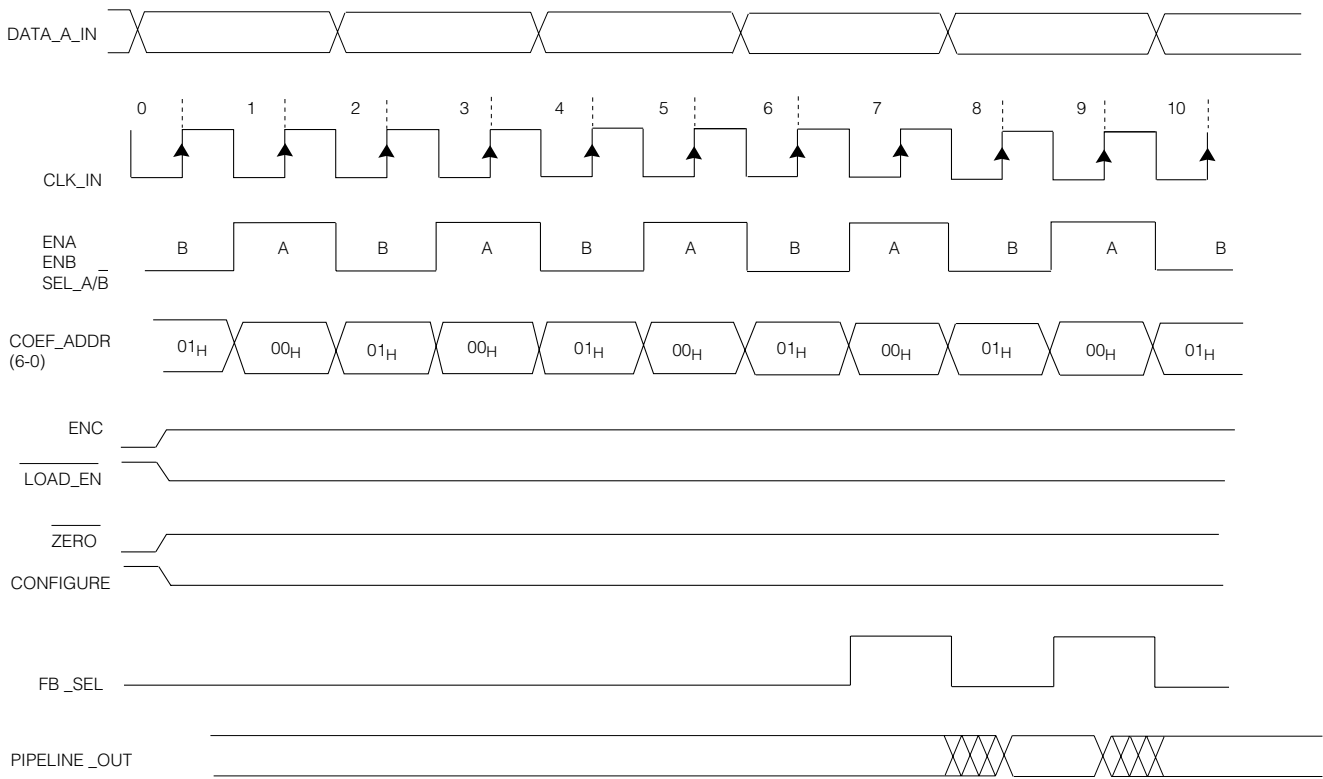 DATA_A_IN
0 1 2 3 4 5 6 7 8 9 10
CLK_IN
ENA
ENB
SEL_A/B̅
B A B A B A B A B A B
COEF_ADDR
(6-0)
01H 00H 01H 00H 01H 00H 01H 00H 01H 00H 01H
ENC
LOAD_EN
ZERO
CONFIGURE
FB _SEL
PIPELINE _OUT